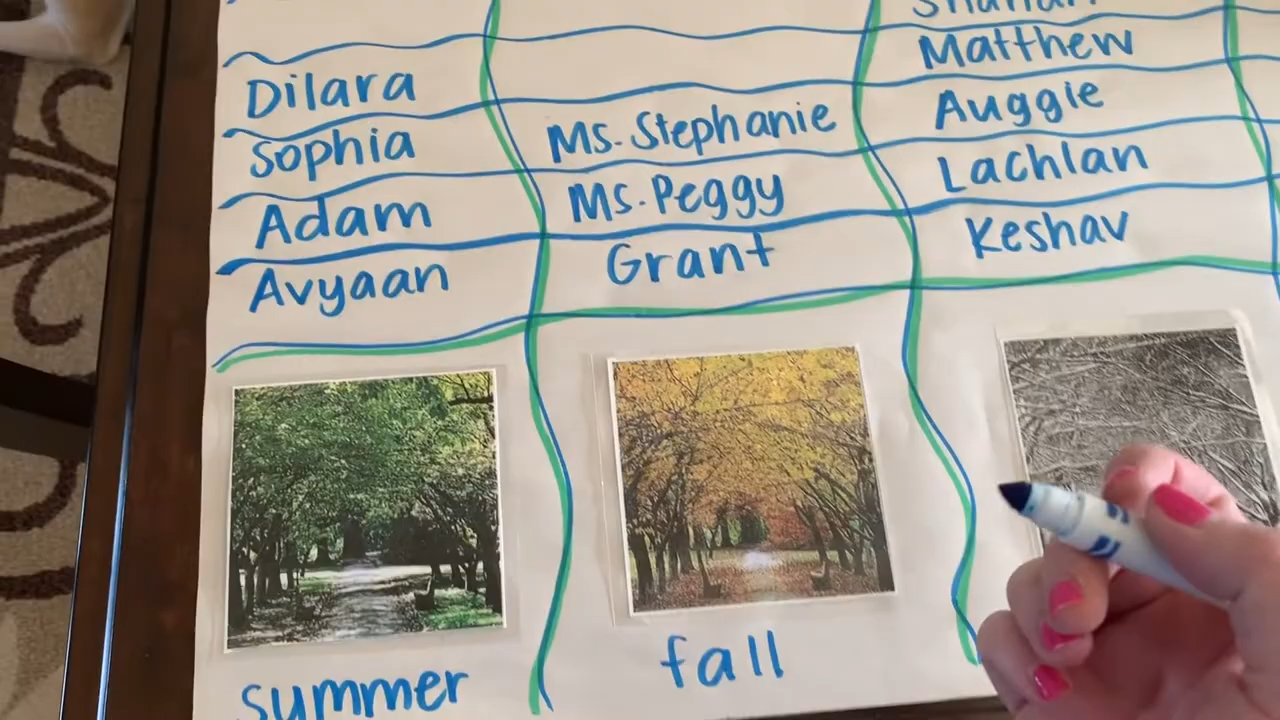 Dilara
Sophia
Adam
Avyaan
summer
Ms. Stephanie
Ms. Peggy
Grant
fall
Matthew
Auggie
Lachlan
Keshav